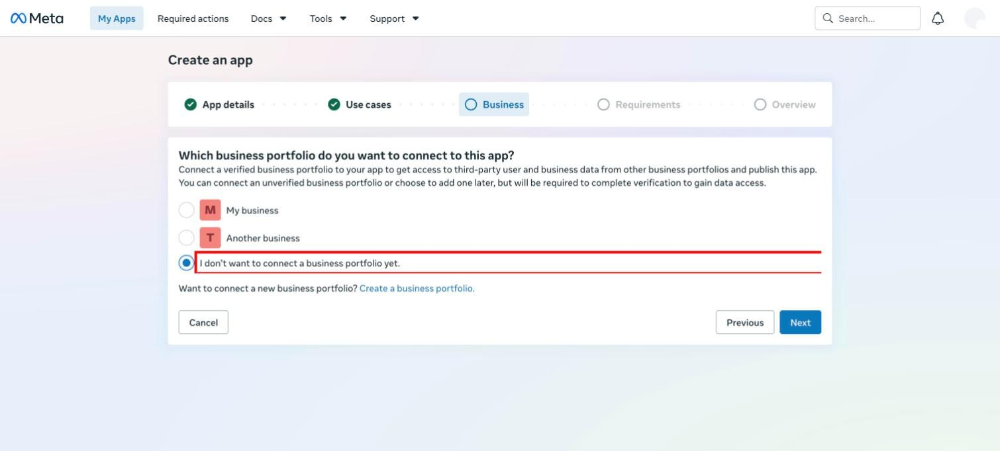 Meta My Apps Required actions Docs Tools Support Search...
Create an app
App details Use cases Business Requirements Overview
Which business portfolio do you want to connect to this app?
Connect a verified business portfolio to your app to get access to third-party user and business data from other business portfolios and publish this app.
You can connect an unverified business portfolio or choose to add one later, but will be required to complete verification to gain data access.
M My business
T Another business
I don't want to connect a business portfolio yet.
Want to connect a new business portfolio? Create a business portfolio.
Cancel Previous Next